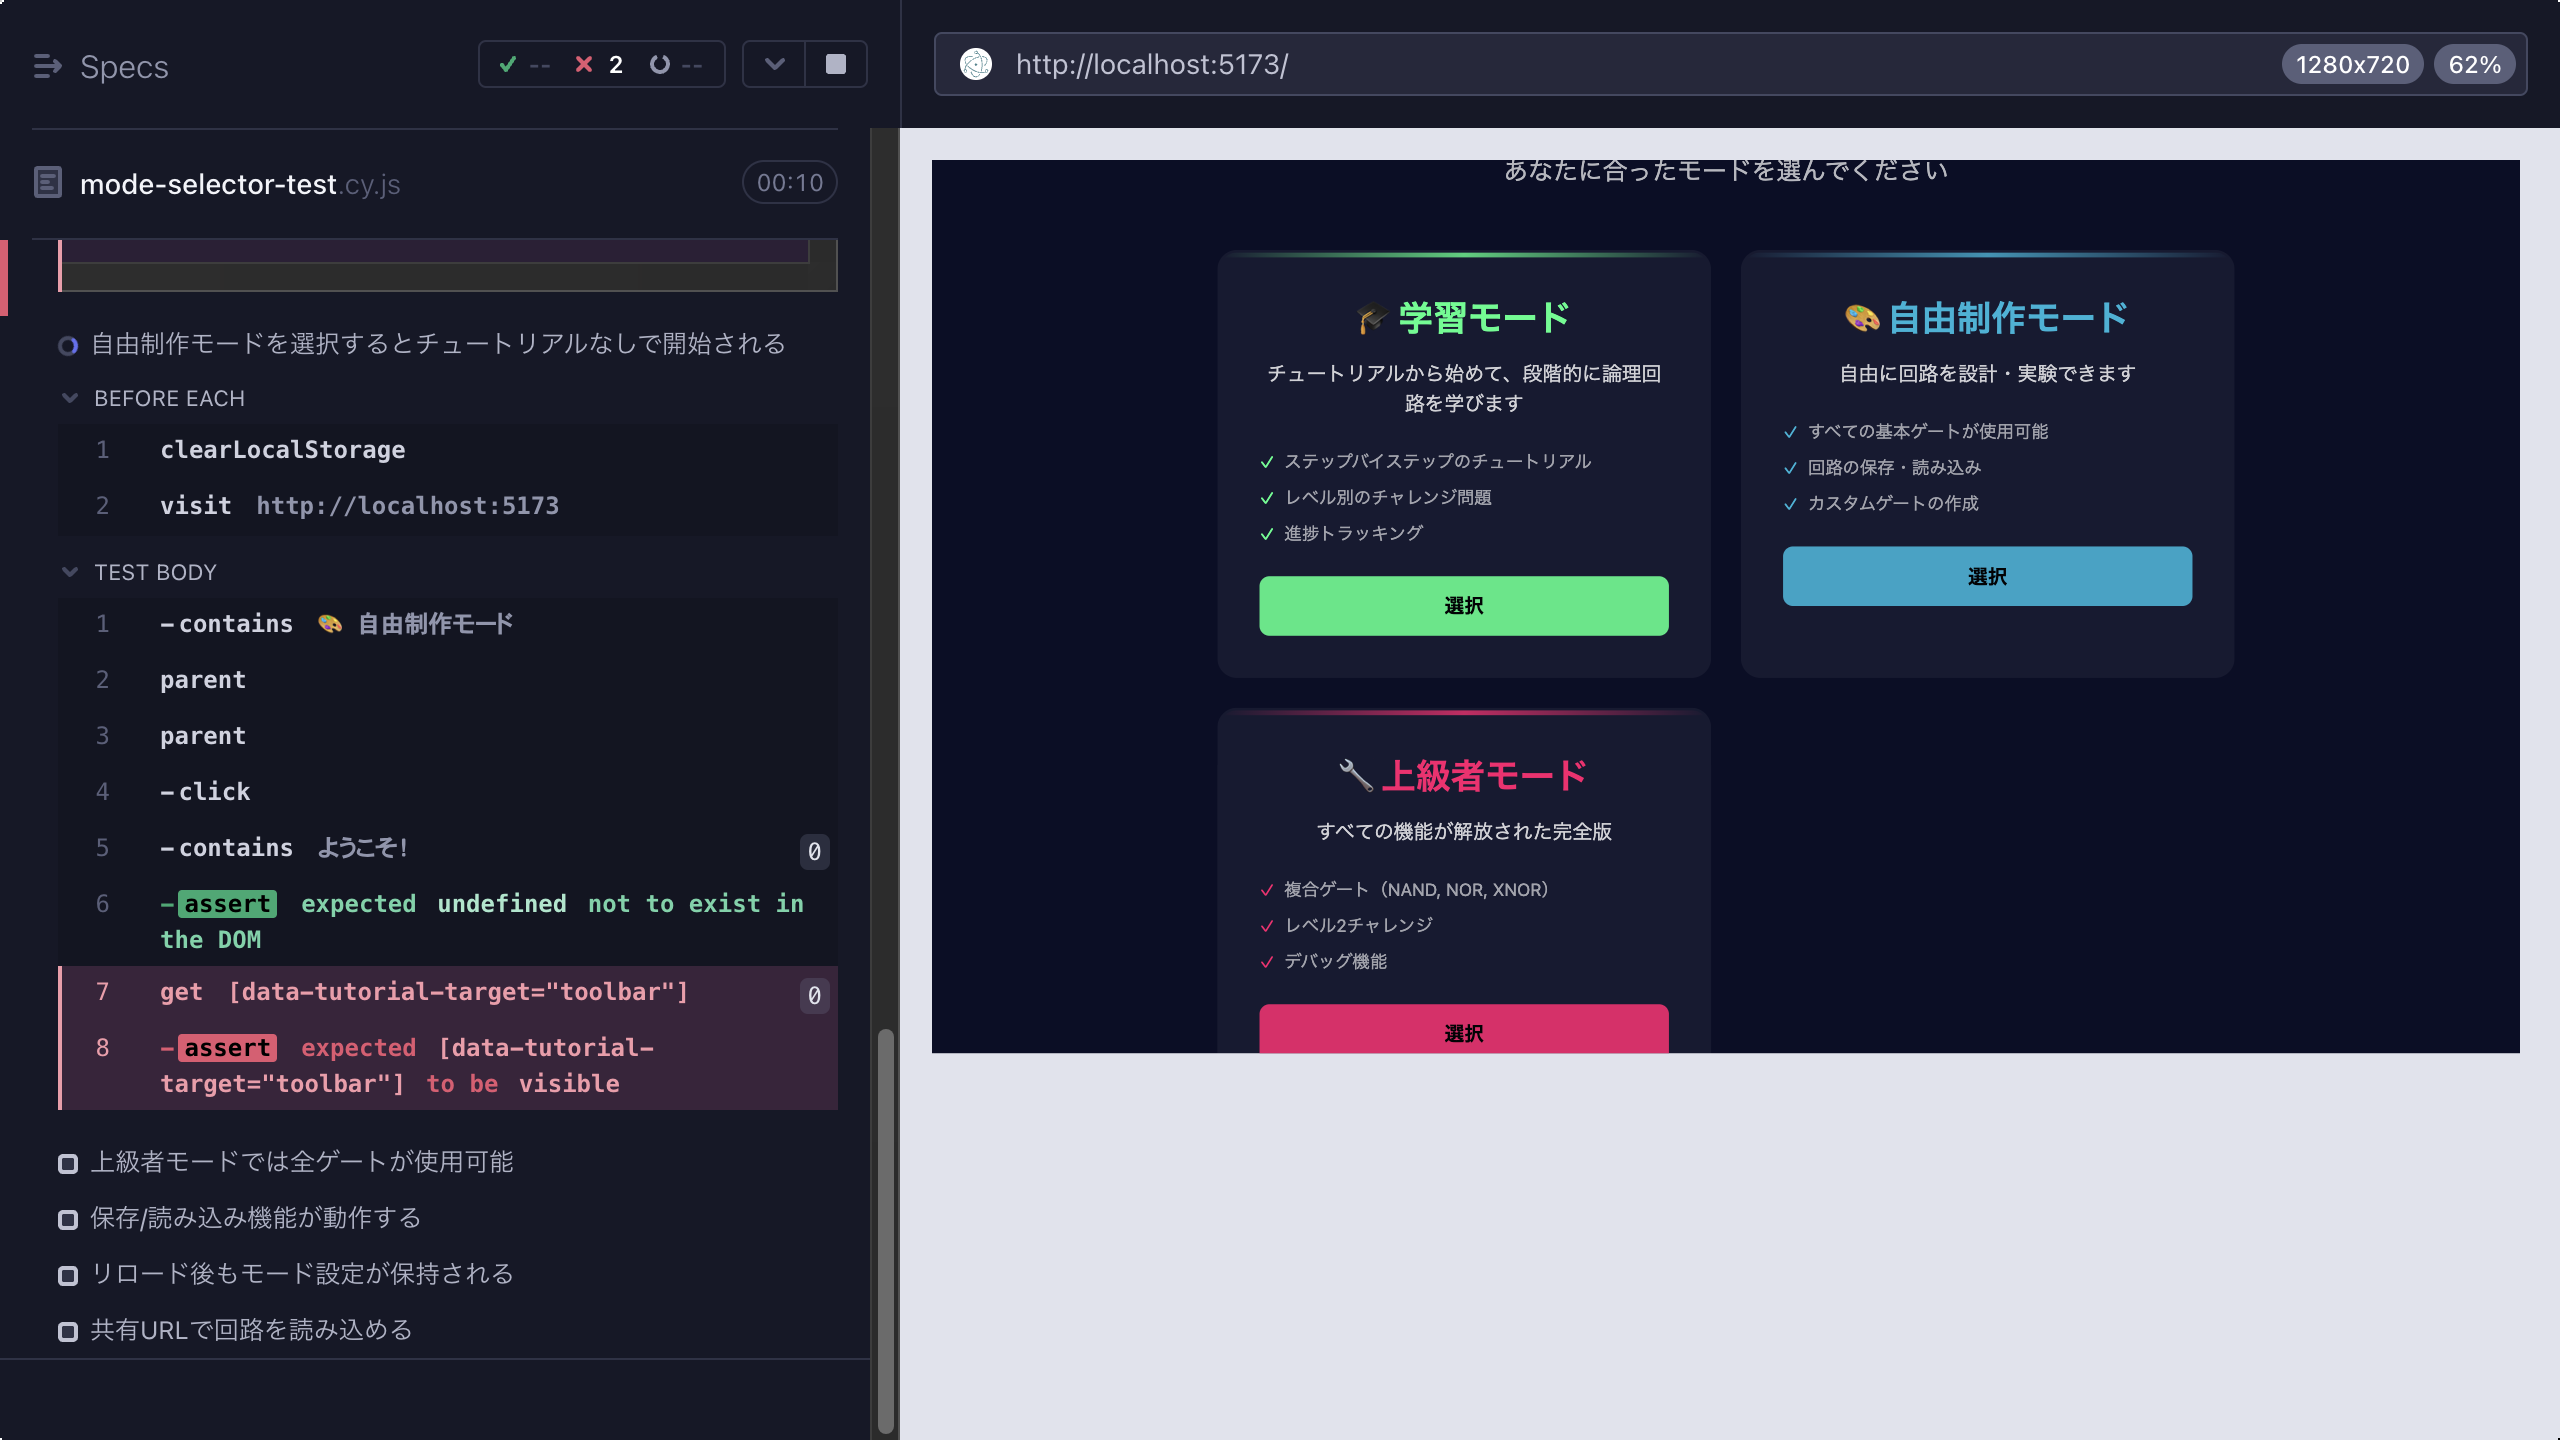 Specs
-- 2 --
mode-selector-test.cy.js
00:10
自由制作モードを選択するとチュートリアルなしで開始される
BEFORE EACH
1 clearLocalStorage
2 visit http://localhost:5173
TEST BODY
1 -contains 🎨 自由制作モード
2 parent
3 parent
4 -click
5 -contains ようこそ! 0
6 -assert expected undefined not to exist in
the DOM
7 get [data-tutorial-target="toolbar"] 0
8 -assert expected [data-tutorial-
target="toolbar"] to be visible
上級者モードでは全ゲートが使用可能
保存/読み込み機能が動作する
リロード後もモード設定が保持される
共有URLで回路を読み込める
http://localhost:5173/
1280x720 62%
あなたに合ったモードを選んでください
🎓 学習モード
チュートリアルから始めて、段階的に論理回
路を学びます
✓ ステップバイステップのチュートリアル
✓ レベル別のチャレンジ問題
✓ 進捗トラッキング
選択
🎨 自由制作モード
自由に回路を設計・実験できます
✓ すべての基本ゲートが使用可能
✓ 回路の保存・読み込み
✓ カスタムゲートの作成
選択
🔧 上級者モード
すべての機能が解放された完全版
✓ 複合ゲート（NAND, NOR, XNOR）
✓ レベル2チャレンジ
✓ デバッグ機能
選択